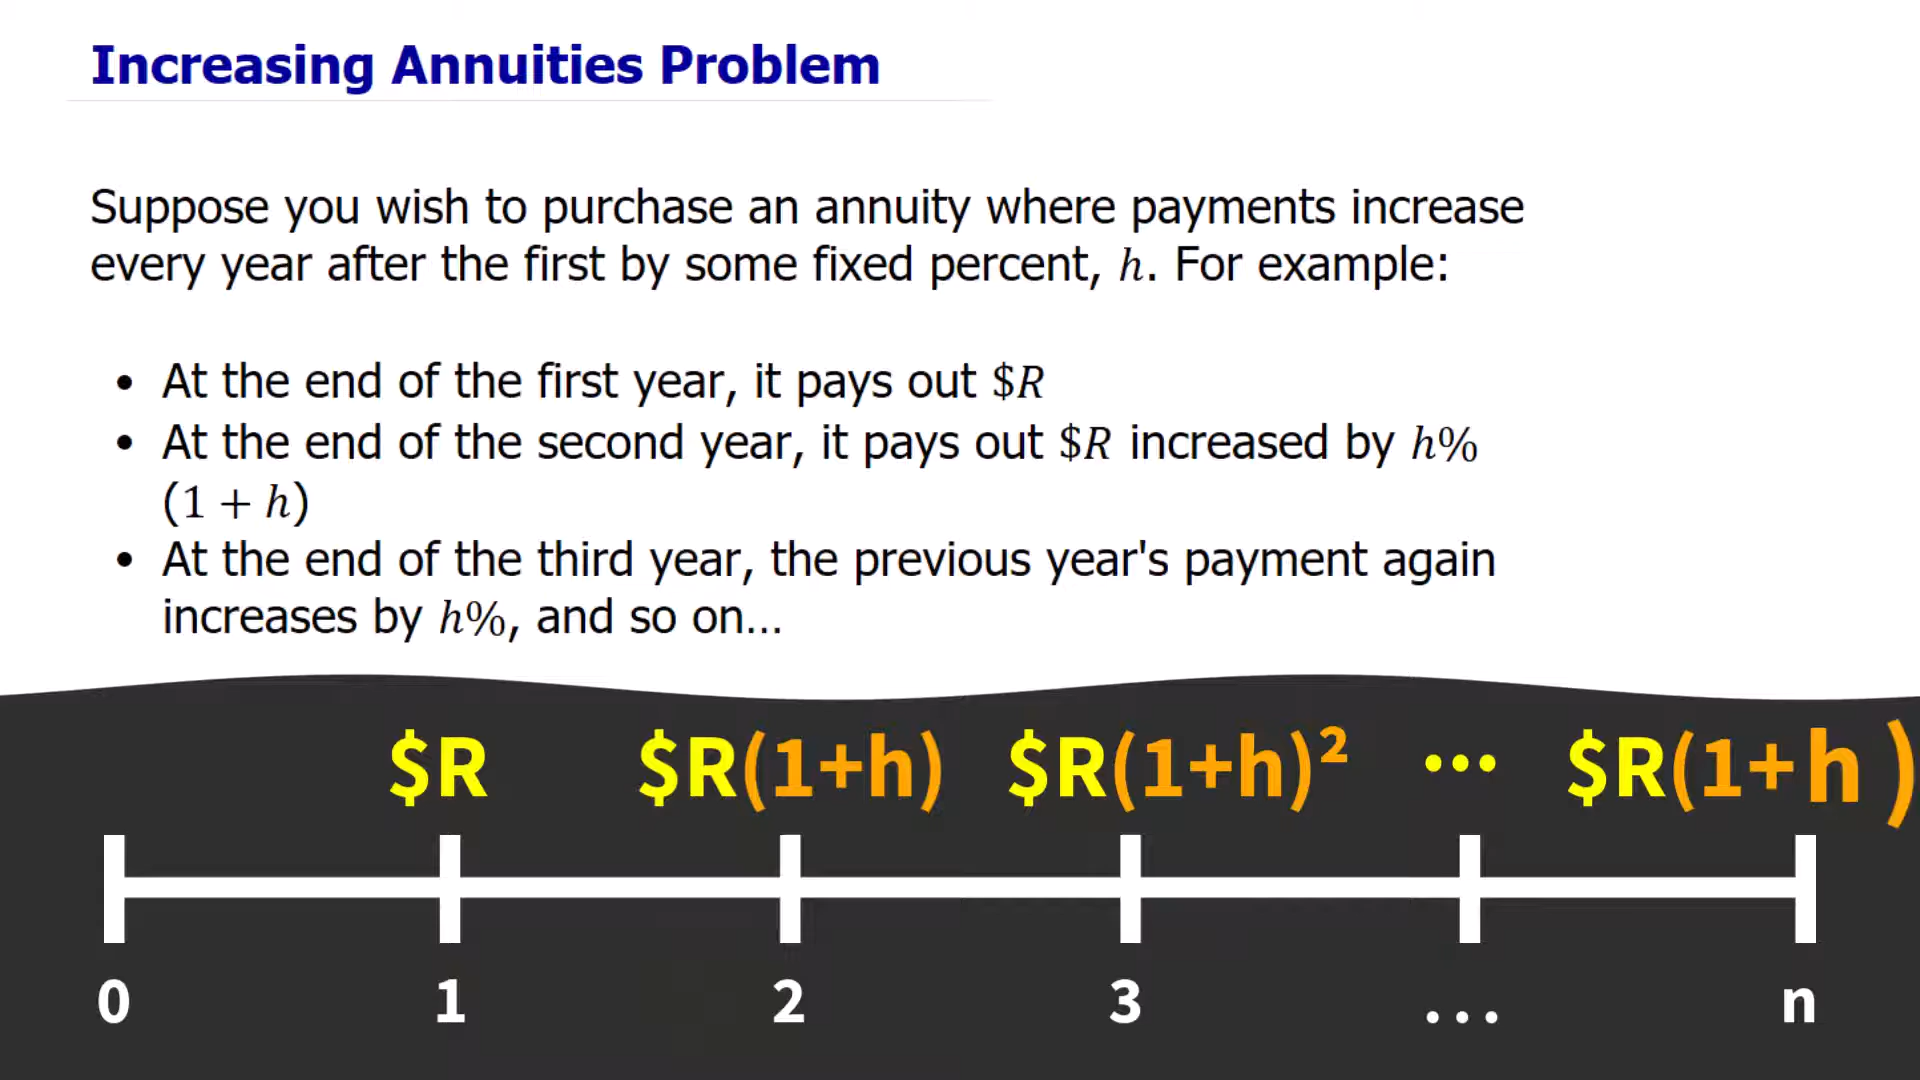 Increasing Annuities Problem
Suppose you wish to purchase an annuity where payments increase
every year after the first by some fixed percent, h. For example:
• At the end of the first year, it pays out $R
• At the end of the second year, it pays out $R increased by h%
(1 + h)
• At the end of the third year, the previous year's payment again
increases by h%, and so on...
$R $R(1+h) $R(1+h)² ... $R(1+h )
0 1 2 3 ... n